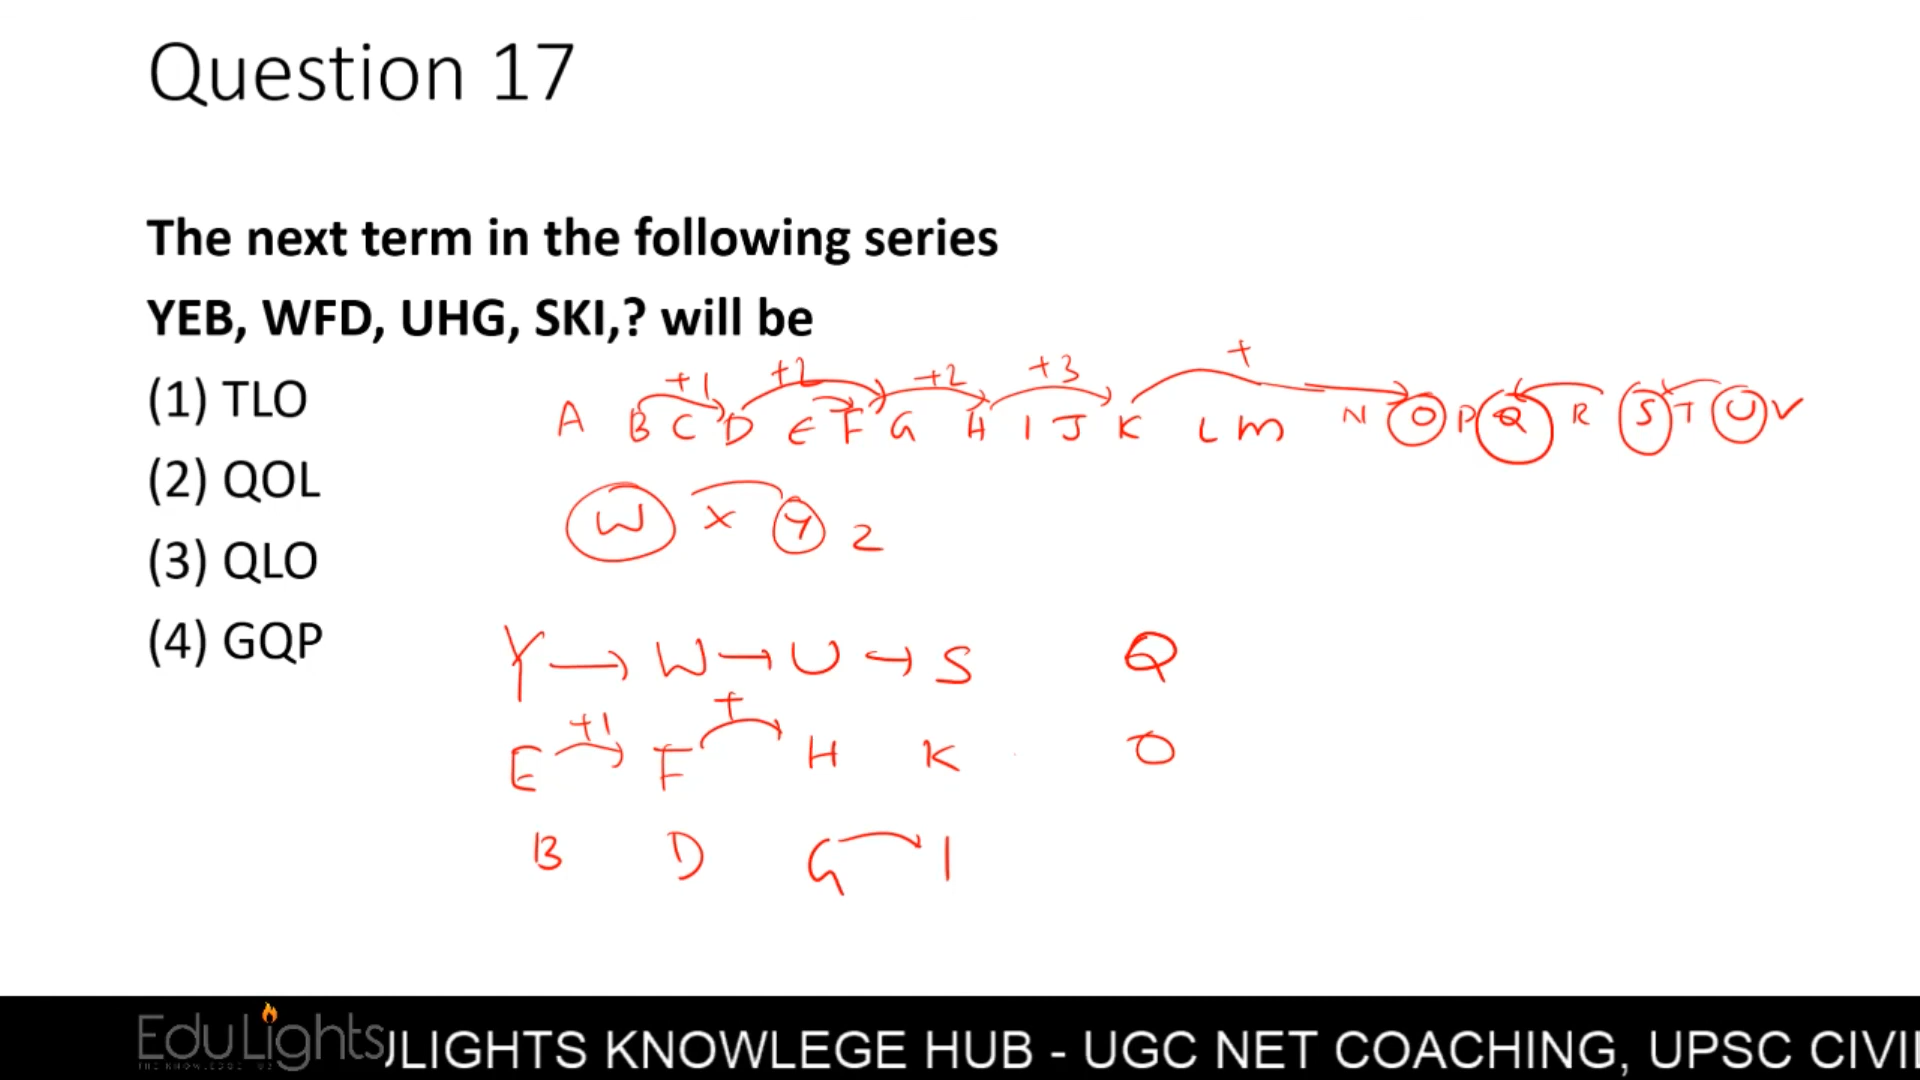 Question 17
The next term in the following series
YEB, WFD, UHG, SKI,? will be
(1) TLO
(2) QOL
(3) QLO
(4) GQP
+1 +2 +2 +3 +
A B C D E F G H I J K L M N O P Q R S T U V
W X Y Z
Y → W → U → S Q
+1 +
E F H K O
B D G I
EduLights
JLIGHTS KNOWLEGE HUB - UGC NET COACHING, UPSC CIVI